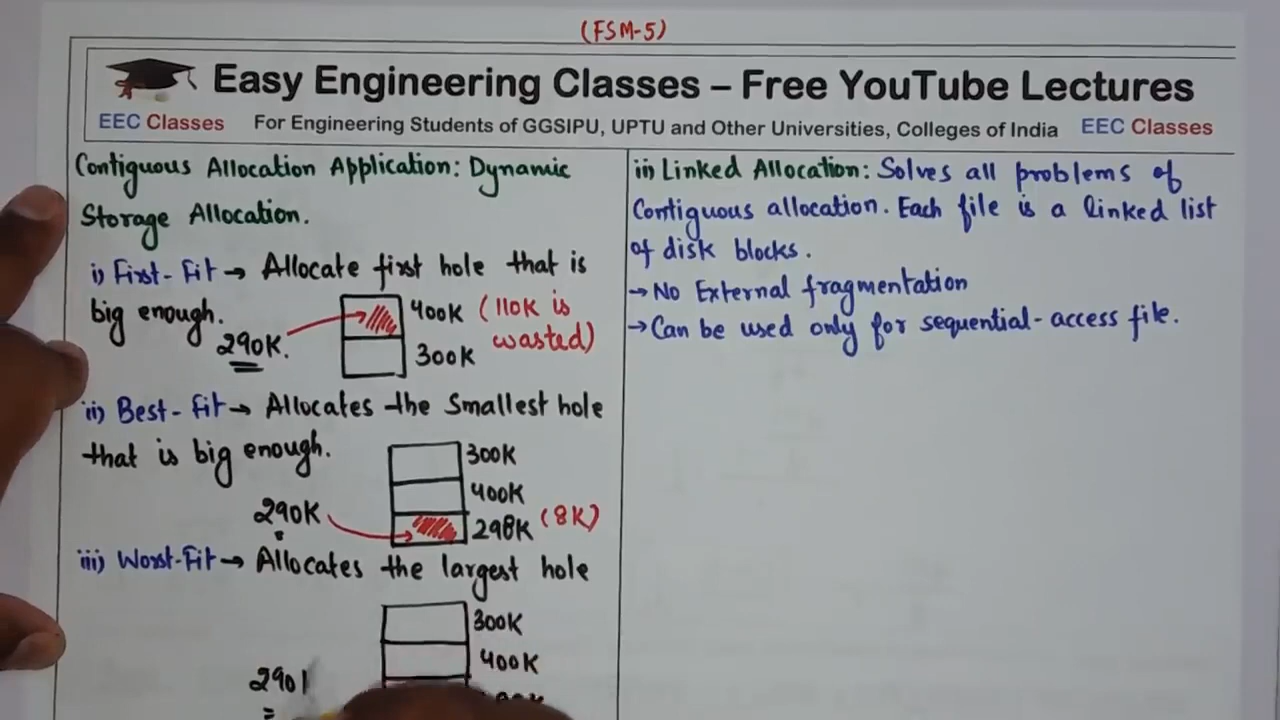 (FSM-5)
Easy Engineering Classes – Free YouTube Lectures
EEC Classes For Engineering Students of GGSIPU, UPTU and Other Universities, Colleges of India EEC Classes
Contiguous Allocation Application: Dynamic
Storage Allocation.
i) First-Fit → Allocate first hole that is
big enough.
290K.
400K (110K is
wasted)
300K
ii) Best-Fit → Allocates the Smallest hole
that is big enough.
300K
400K
290K
298K (8K)
iii) Worst-Fit → Allocates the largest hole
300K
400K
290
ii) Linked Allocation: Solves all problems of
Contiguous allocation. Each file is a linked list
of disk blocks.
→ No External fragmentation
→ Can be used only for sequential-access file.